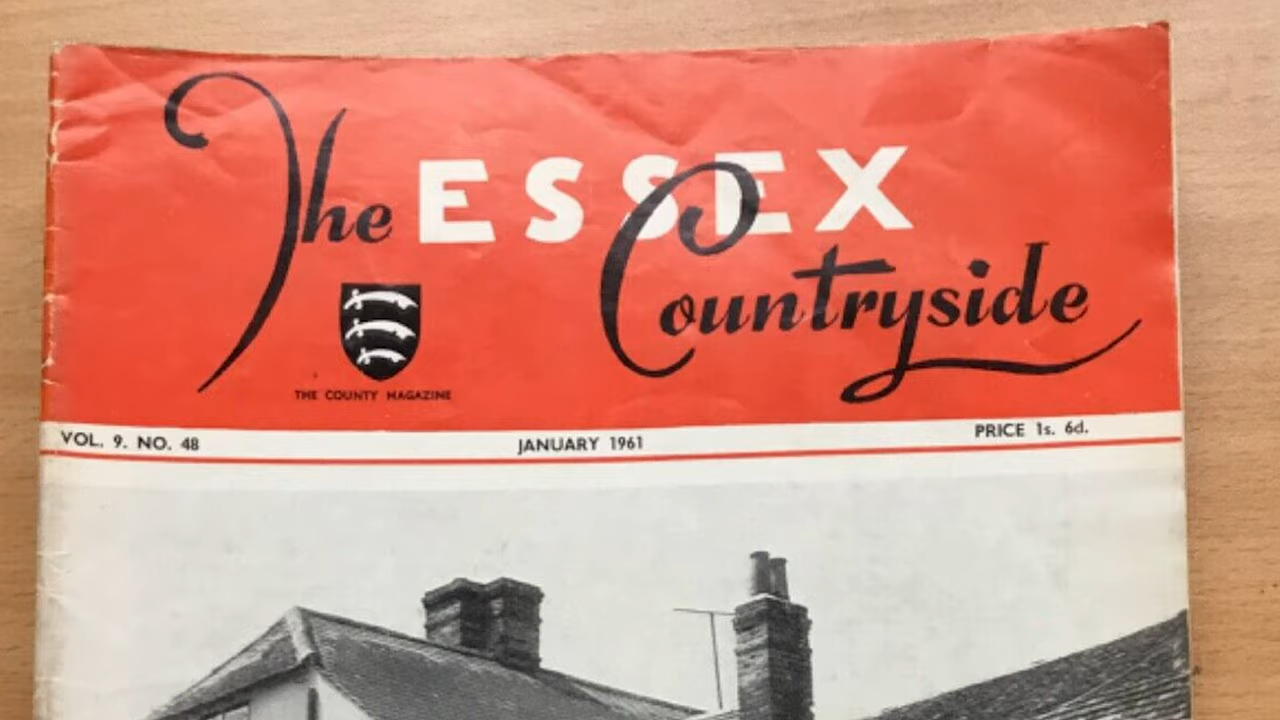 The ESSEX
Countryside
THE COUNTY MAGAZINE
VOL. 9. NO. 48 JANUARY 1961 PRICE 1s. 6d.